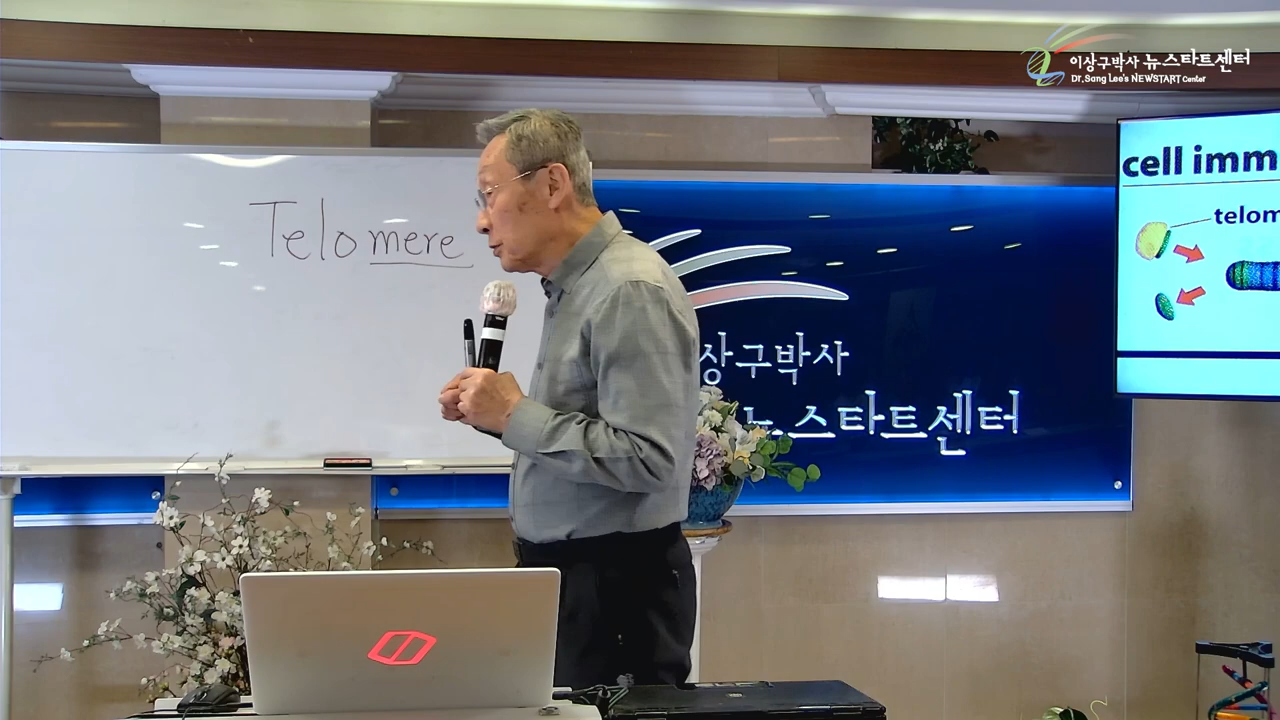 이상구박사 뉴스타트센터
Dr. Sang Lee's NEWSTART Center
Telomere
cell imm
telom
상구박사
뉴스타트센터